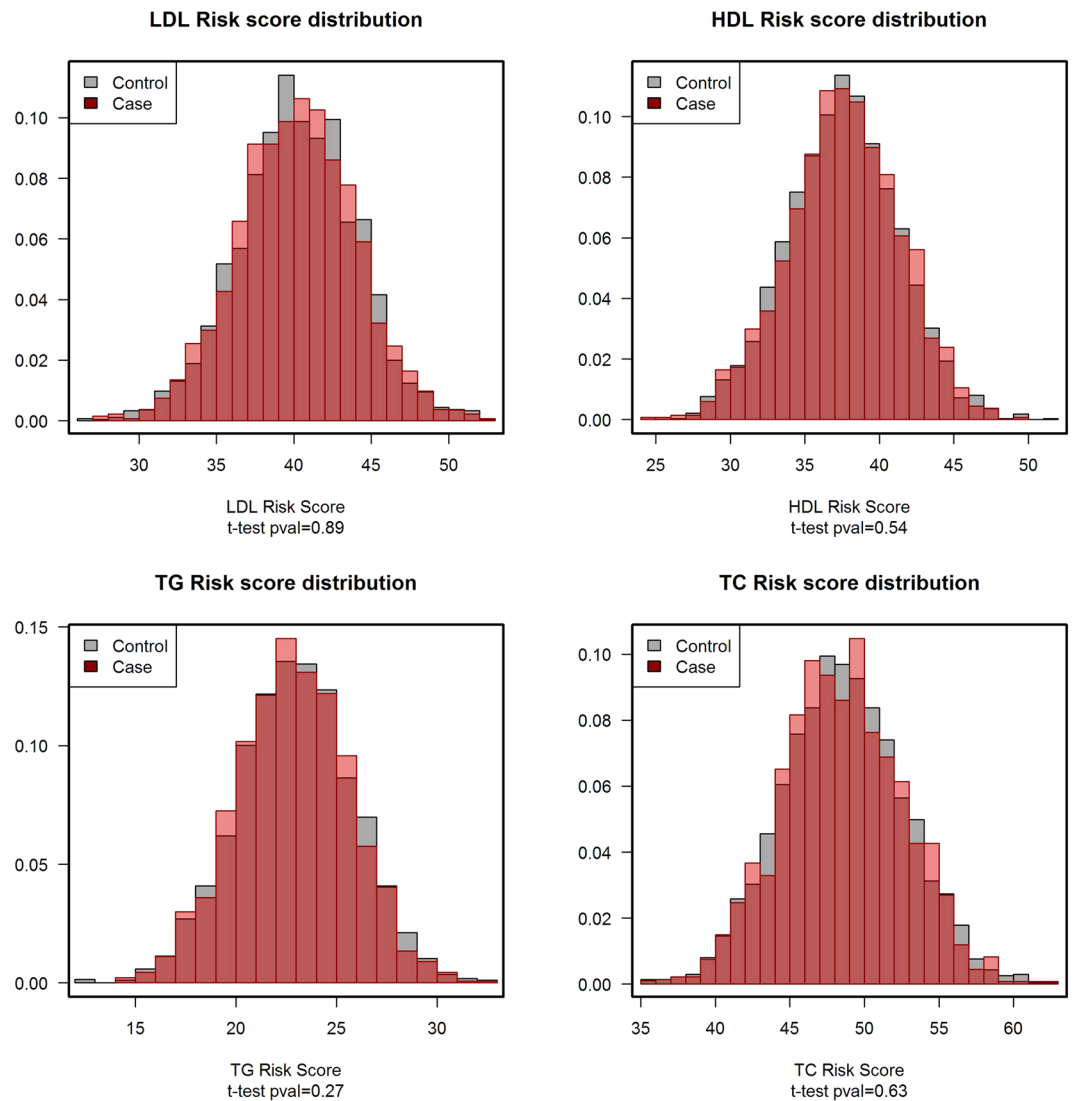 LDL Risk score distribution
Control
Case
0.10
0.08
0.06
0.04
0.02
0.00
30 35 40 45 50
LDL Risk Score
t-test pval=0.89
HDL Risk score distribution
Control
Case
0.10
0.08
0.06
0.04
0.02
0.00
25 30 35 40 45 50
HDL Risk Score
t-test pval=0.54
TG Risk score distribution
Control
Case
0.15
0.10
0.05
0.00
15 20 25 30
TG Risk Score
t-test pval=0.27
TC Risk score distribution
Control
Case
0.10
0.08
0.06
0.04
0.02
0.00
35 40 45 50 55 60
TC Risk Score
t-test pval=0.63